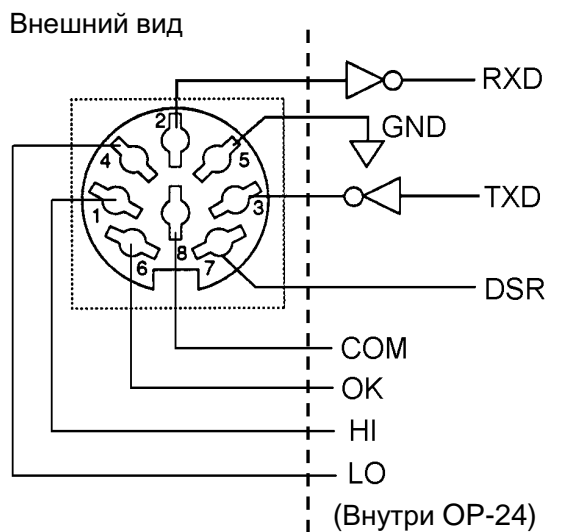 Внешний вид
RXD
2
GND
4
5
TXD
1
3
8
6
7
DSR
COM
OK
HI
LO
(Внутри OP-24)